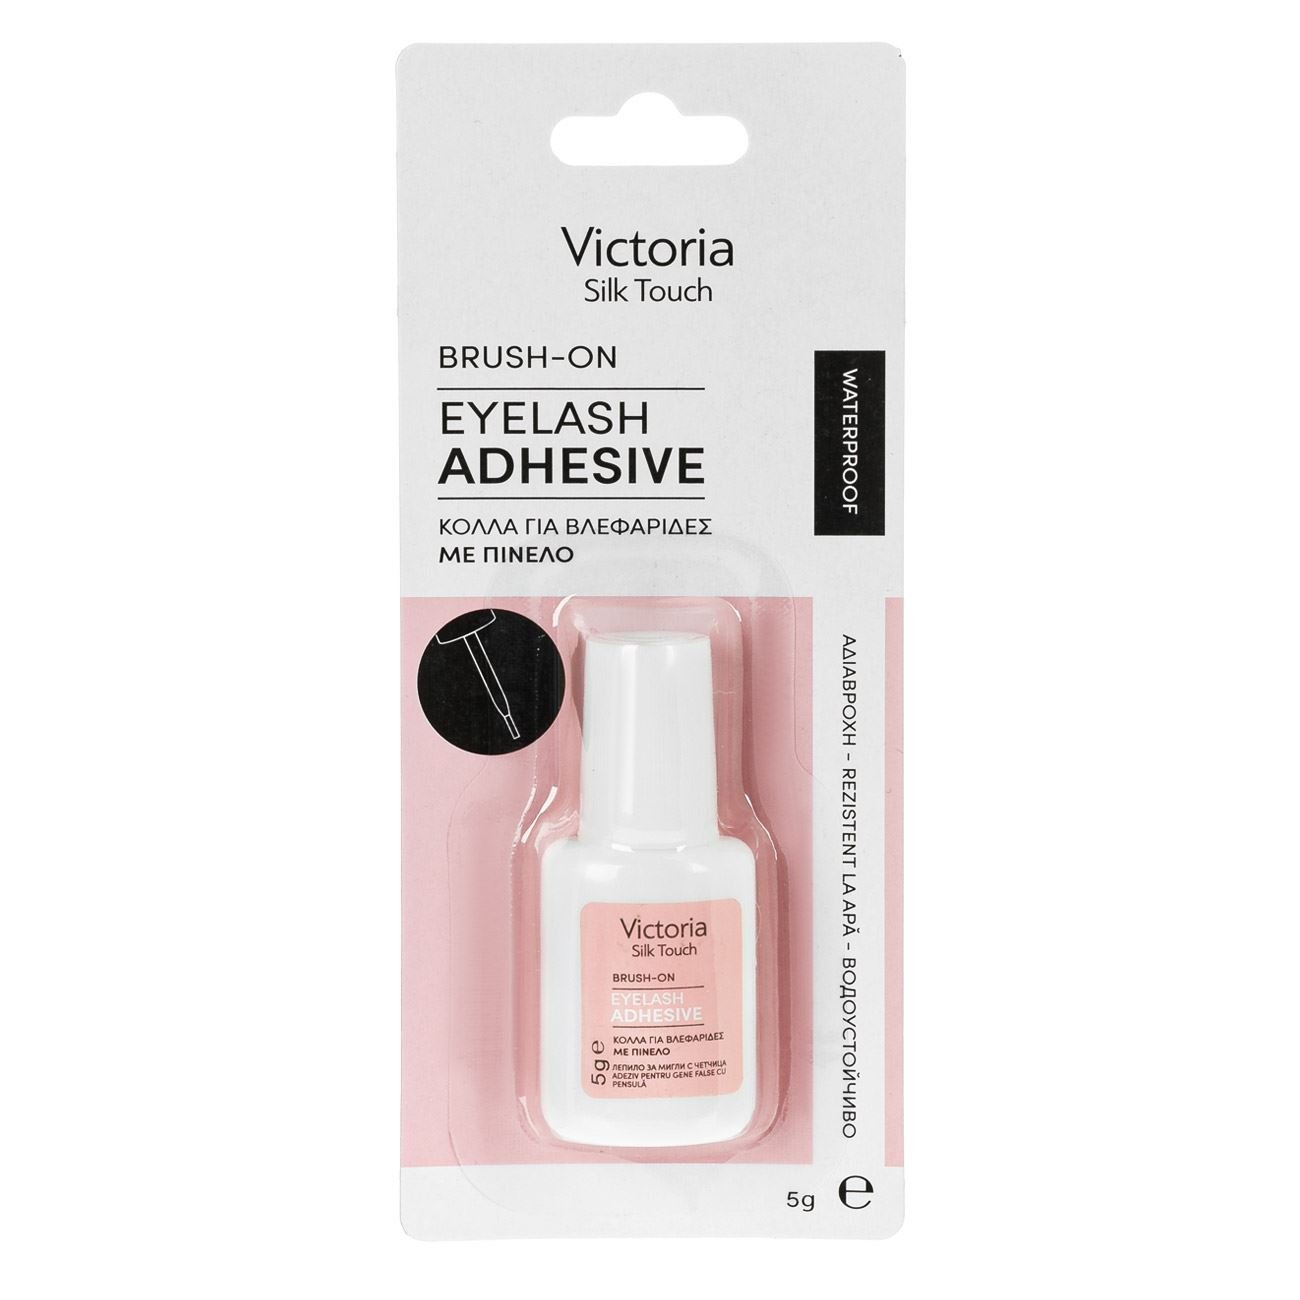 Victoria
Silk Touch
BRUSH-ON
EYELASH
ADHESIVE
ΚΟΛΛΑ ΓΙΑ ΒΛΕΦΑΡΙΔΕΣ
ΜΕ ΠΙΝΕΛΟ
WATERPROOF
ΑΔΙΑΒΡΟΧΗ - REZISTENT LA APĂ - ВОДОУСТОЙЧИВО
Victoria
Silk Touch
BRUSH-ON
EYELASH
ADHESIVE
ΚΟΛΛΑ ΓΙΑ ΒΛΕΦΑΡΙΔΕΣ
ΜΕ ΠΙΝΕΛΟ
ЛЕПИЛО ЗА МИГЛИ С ЧЕТЧИЦА
ADEZIV PENTRU GENE FALSE CU
PENSULĂ
5g e
5g e